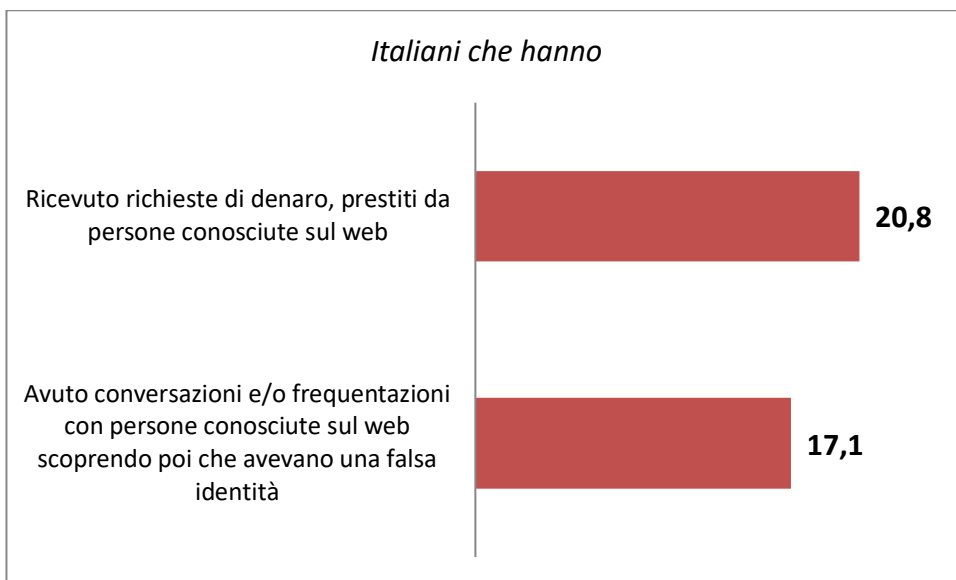 Italiani che hanno
Ricevuto richieste di denaro, prestiti da
persone conosciute sul web
20,8
Avuto conversazioni e/o frequentazioni
con persone conosciute sul web
scoprendo poi che avevano una falsa
identità
17,1